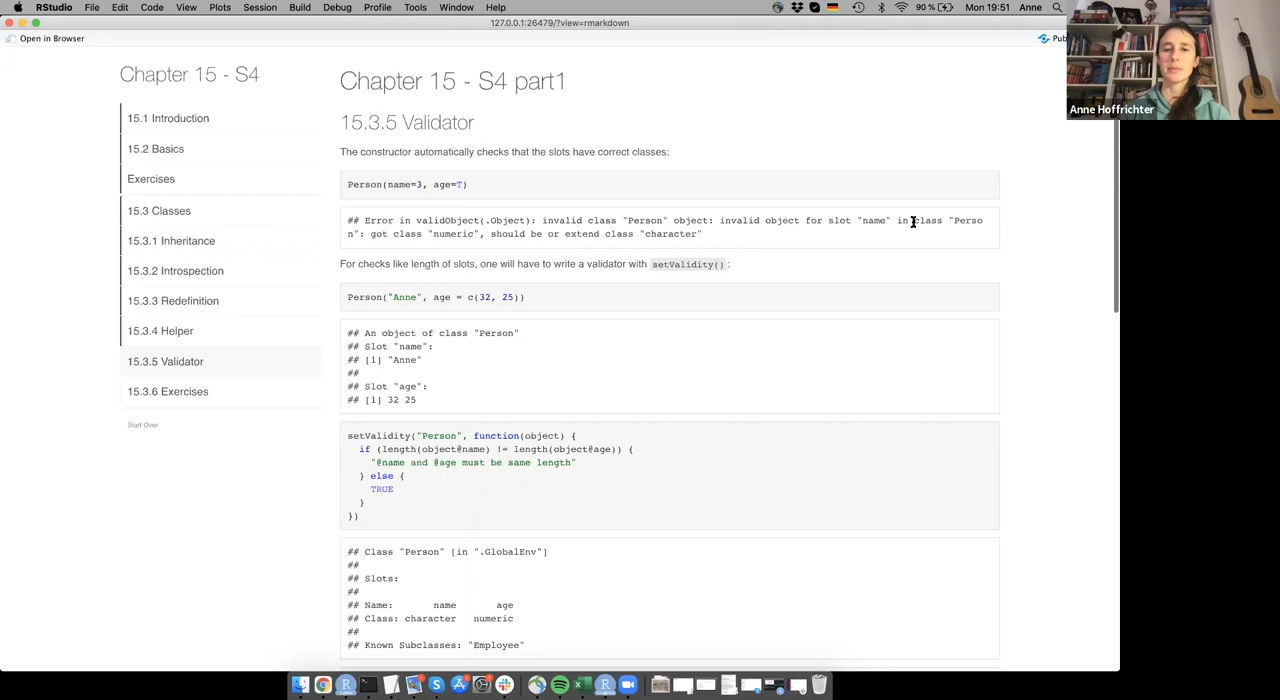 RStudio File Edit Code View Plots Session Build Debug Profile Tools Window Help 90 % Mon 19:51 Anne
127.0.0.1:26479/?view=rmarkdown
Open in Browser
Pub
Anne Hoffrichter
Chapter 15 - S4
15.1 Introduction
15.2 Basics
Exercises
15.3 Classes
15.3.1 Inheritance
15.3.2 Introspection
15.3.3 Redefinition
15.3.4 Helper
15.3.5 Validator
15.3.6 Exercises
Start Over
Chapter 15 - S4 part1
15.3.5 Validator
The constructor automatically checks that the slots have correct classes:
Person(name=3, age=T)
## Error in validObject(.Object): invalid class "Person" object: invalid object for slot "name" in class "Perso
n": got class "numeric", should be or extend class "character"
For checks like length of slots, one will have to write a validator with setValidity() :
Person("Anne", age = c(32, 25))
## An object of class "Person"
## Slot "name":
## [1] "Anne"
##
## Slot "age":
## [1] 32 25
setValidity("Person", function(object) {
if (length(object@name) != length(object@age)) {
"@name and @age must be same length"
} else {
TRUE
}
})
## Class "Person" [in ".GlobalEnv"]
##
## Slots:
##
## Name: name age
## Class: character numeric
##
## Known Subclasses: "Employee"